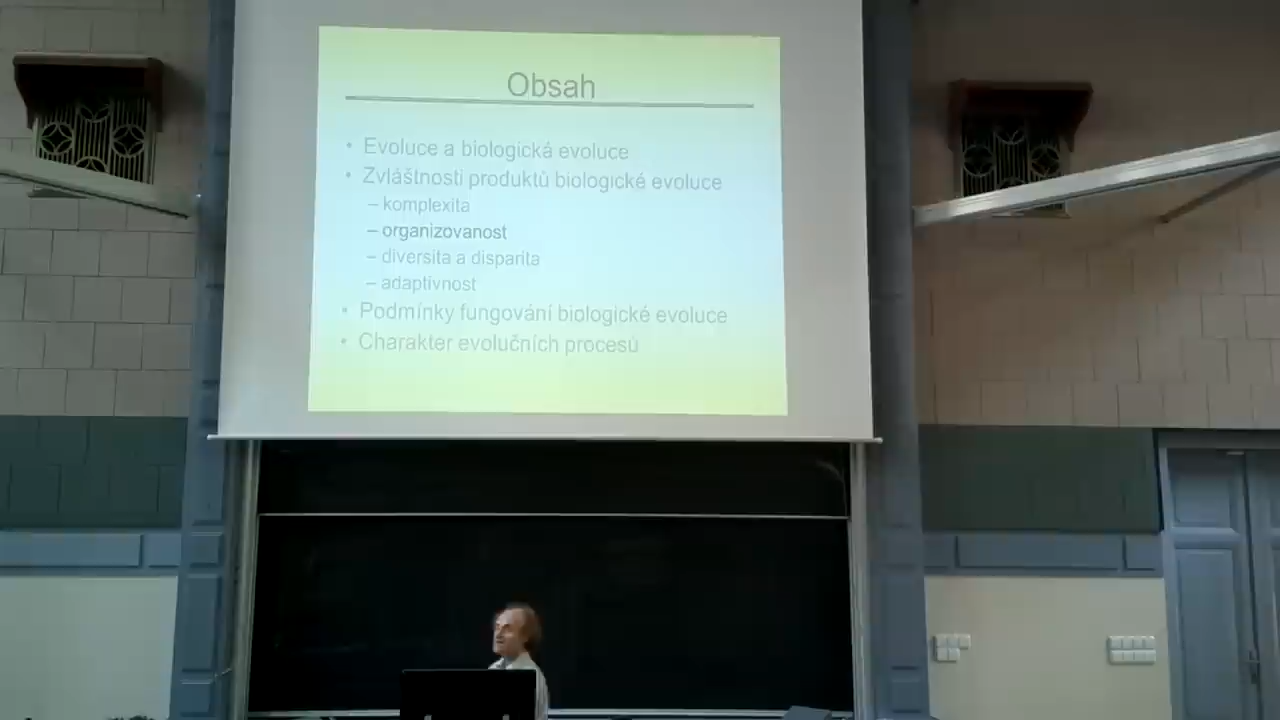 Obsah
• Evoluce a biologická evoluce
• Zvláštnosti produktů biologické evoluce
– komplexita
– organizovanost
– diversita a disparita
– adaptívnost
• Podmínky fungování biologické evoluce
• Charakter evolučních procesů